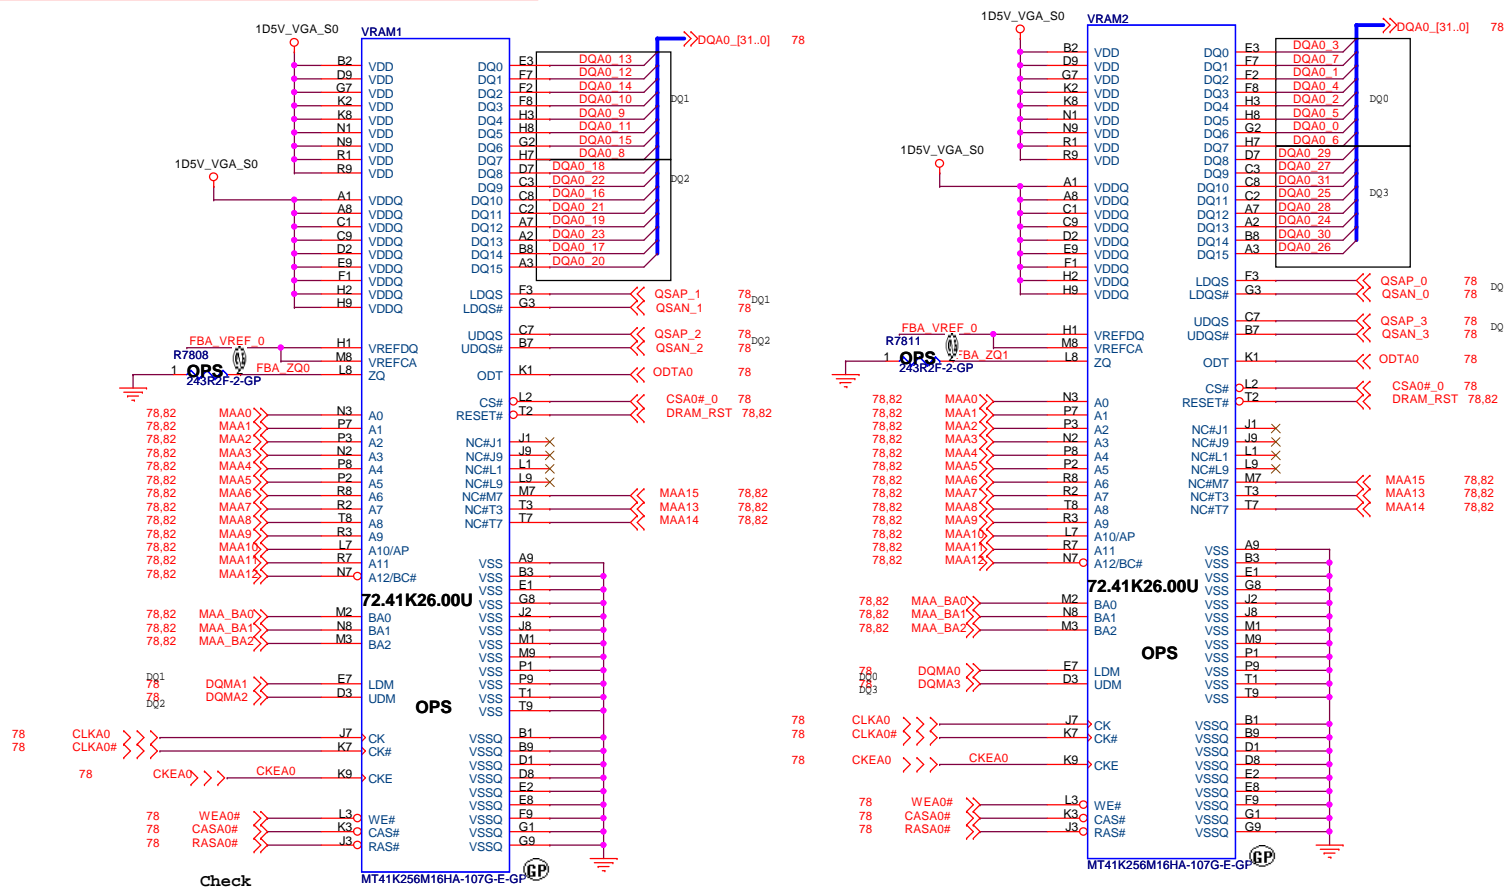 1D5V_VGA_S0
VRAM1
DQA0_[31..0] 78
B2 VDD DQ0 E3 DQA0_13
D9 VDD DQ1 F7 DQA0_12
G7 VDD DQ2 F2 DQA0_14
K2 VDD DQ3 F8 DQA0_10
K8 VDD DQ4 H3 DQA0_9
N1 VDD DQ5 H8 DQA0_11
N9 VDD DQ6 G2 DQA0_15
R1 VDD DQ7 H7 DQA0_8
R9 VDD DQ8 D7 DQA0_18
DQ1
1D5V_VGA_S0
DQ9 C3 DQA0_22
A1 VDDQ DQ10 C8 DQA0_16
A8 VDDQ DQ11 C2 DQA0_21
C1 VDDQ DQ12 A7 DQA0_19
C9 VDDQ DQ13 A2 DQA0_23
D2 VDDQ DQ14 B8 DQA0_17
E9 VDDQ DQ15 A3 DQA0_20
DQ2
F1 VDDQ
H2 VDDQ LDQS F3 QSAP_1 78
H9 VDDQ LDQS# G3 QSAN_1 78
DQ1
UDQS C7 QSAP_2 78
UDQS# B7 QSAN_2 78
DQ2
FBA_VREF_0 H1 VREFDQ
M8 VREFCA
R7808
1 OPS 2 FBA_ZQ0 L8 ZQ
243R2F-2-GP
ODT K1 ODTA0 78
CS# L2 CSA0#_0 78
RESET# T2 DRAM_RST 78,82
78,82 MAA0 N3 A0
78,82 MAA1 P7 A1
78,82 MAA2 P3 A2 NC#J1 J1
78,82 MAA3 N2 A3 NC#J9 J9
78,82 MAA4 P8 A4 NC#L1 L1
78,82 MAA5 P2 A5 NC#L9 L9
78,82 MAA6 R8 A6 NC#M7 M7 MAA15 78,82
78,82 MAA7 R2 A7 NC#T3 T3 MAA13 78,82
78,82 MAA8 T8 A8 NC#T7 T7 MAA14 78,82
78,82 MAA9 R3 A9
78,82 MAA10 L7 A10/AP
78,82 MAA11 R7 A11 VSS A9
78,82 MAA12 N7 A12/BC# VSS B3
VSS E1
72.41K26.00U VSS G8
78,82 MAA_BA0 M2 BA0 VSS J2
78,82 MAA_BA1 N8 BA1 VSS J8
78,82 MAA_BA2 M3 BA2 VSS M1
VSS M9
VSS P1
DQ1
78 DQMA1 E7 LDM VSS P9
78 DQMA2 D3 UDM VSS T1
DQ2
OPS
VSS T9
78 CLKA0 J7 CK VSSQ B1
78 CLKA0# K7 CK# VSSQ B9
VSSQ D1
78 CKEA0 CKEA0 K9 CKE VSSQ D8
VSSQ E2
VSSQ E8
78 WEA0# L3 WE# VSSQ F9
78 CASA0# K3 CAS# VSSQ G1
78 RASA0# J3 RAS# VSSQ G9
GP
MT41K256M16HA-107G-E-GP
Check
1D5V_VGA_S0
VRAM2
DQA0_[31..0] 78
B2 VDD DQ0 E3 DQA0_3
D9 VDD DQ1 F7 DQA0_7
G7 VDD DQ2 F2 DQA0_1
K2 VDD DQ3 F8 DQA0_4
K8 VDD DQ4 H3 DQA0_2
N1 VDD DQ5 H8 DQA0_5
N9 VDD DQ6 G2 DQA0_0
R1 VDD DQ7 H7 DQA0_6
R9 VDD DQ8 D7 DQA0_29
DQ0
1D5V_VGA_S0
DQ9 C3 DQA0_27
A1 VDDQ DQ10 C8 DQA0_31
A8 VDDQ DQ11 C2 DQA0_25
C1 VDDQ DQ12 A7 DQA0_28
C9 VDDQ DQ13 A2 DQA0_24
D2 VDDQ DQ14 B8 DQA0_30
E9 VDDQ DQ15 A3 DQA0_26
DQ3
F1 VDDQ
H2 VDDQ LDQS F3 QSAP_0 78
H9 VDDQ LDQS# G3 QSAN_0 78
DQ
UDQS C7 QSAP_3 78
UDQS# B7 QSAN_3 78
DQ
FBA_VREF_0 H1 VREFDQ
M8 VREFCA
R7811
1 OPS 2 FBA_ZQ1 L8 ZQ
243R2F-2-GP
ODT K1 ODTA0 78
CS# L2 CSA0#_0 78
RESET# T2 DRAM_RST 78,82
78,82 MAA0 N3 A0
78,82 MAA1 P7 A1
78,82 MAA2 P3 A2 NC#J1 J1
78,82 MAA3 N2 A3 NC#J9 J9
78,82 MAA4 P8 A4 NC#L1 L1
78,82 MAA5 P2 A5 NC#L9 L9
78,82 MAA6 R8 A6 NC#M7 M7 MAA15 78,82
78,82 MAA7 R2 A7 NC#T3 T3 MAA13 78,82
78,82 MAA8 T8 A8 NC#T7 T7 MAA14 78,82
78,82 MAA9 R3 A9
78,82 MAA10 L7 A10/AP
78,82 MAA11 R7 A11 VSS A9
78,82 MAA12 N7 A12/BC# VSS B3
VSS E1
72.41K26.00U VSS G8
78,82 MAA_BA0 M2 BA0 VSS J2
78,82 MAA_BA1 N8 BA1 VSS J8
78,82 MAA_BA2 M3 BA2 VSS M1
VSS M9
OPS
VSS P1
78 DQMA0 E7 LDM VSS P9
DQ0
78 DQMA3 D3 UDM VSS T1
DQ3
VSS T9
78 CLKA0 J7 CK VSSQ B1
78 CLKA0# K7 CK# VSSQ B9
VSSQ D1
78 CKEA0 CKEA0 K9 CKE VSSQ D8
VSSQ E2
VSSQ E8
78 WEA0# L3 WE# VSSQ F9
78 CASA0# K3 CAS# VSSQ G1
78 RASA0# J3 RAS# VSSQ G9
GP
MT41K256M16HA-107G-E-GP